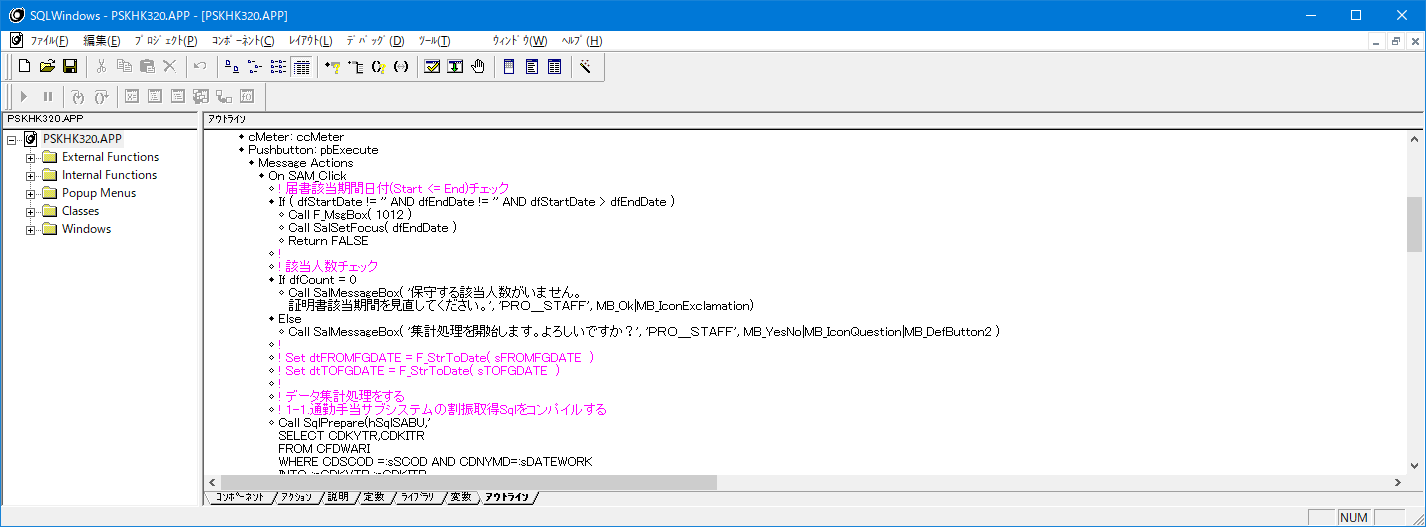 SQLWindows - PSKHK320.APP - [PSKHK320.APP]
ﾌｧｲﾙ(F) 編集(E) ﾌﾟﾛｼﾞｪｸﾄ(P) ｺﾝﾎﾟｰﾈﾝﾄ(C) ﾚｲｱｳﾄ(L) ﾃﾞﾊﾞｯｸﾞ(D) ﾂｰﾙ(T) ｳｨﾝﾄﾞｳ(W) ﾍﾙﾌﾟ(H)
PSKHK320.APP
PSKHK320.APP
External Functions
Internal Functions
Popup Menus
Classes
Windows
ｱｳﾄﾗｲﾝ
cMeter: ccMeter
Pushbutton: pbExecute
Message Actions
On SAM_Click
! 届書該当期間日付(Start <= End)チェック
If ( dfStartDate != '' AND dfEndDate != '' AND dfStartDate > dfEndDate )
Call F_MsgBox( 1012 )
Call SalSetFocus( dfEndDate )
Return FALSE
!
! 該当人数チェック
If dfCount = 0
Call SalMessageBox( '保守する該当人数がいません。
証明書該当期間を見直してください。', 'PRO__STAFF', MB_Ok|MB_IconExclamation)
Else
Call SalMessageBox( '集計処理を開始します。よろしいですか？', 'PRO__STAFF', MB_YesNo|MB_IconQuestion|MB_DefButton2 )
!
! Set dtFROMFGDATE = F_StrToDate( sFROMFGDATE )
! Set dtTOFGDATE = F_StrToDate( sTOFGDATE )
!
! データ集計処理をする
! 1-1.通勤手当サブシステムの割振取得Sqlをコンパイルする
Call SqlPrepare(hSqlSABU,'
SELECT CDKYTR,CDKITR
FROM CFDWARI
WHERE CDSCOD =:sSCOD AND CDNYMD=:sDATEWORK
INTO :sCDKYTR,:sCDKITR
ｺﾝﾎﾟｰﾈﾝﾄ ｱｸｼｮﾝ 説明 定数 ﾗｲﾌﾞﾗﾘ 変数 ｱｳﾄﾗｲﾝ
NUM